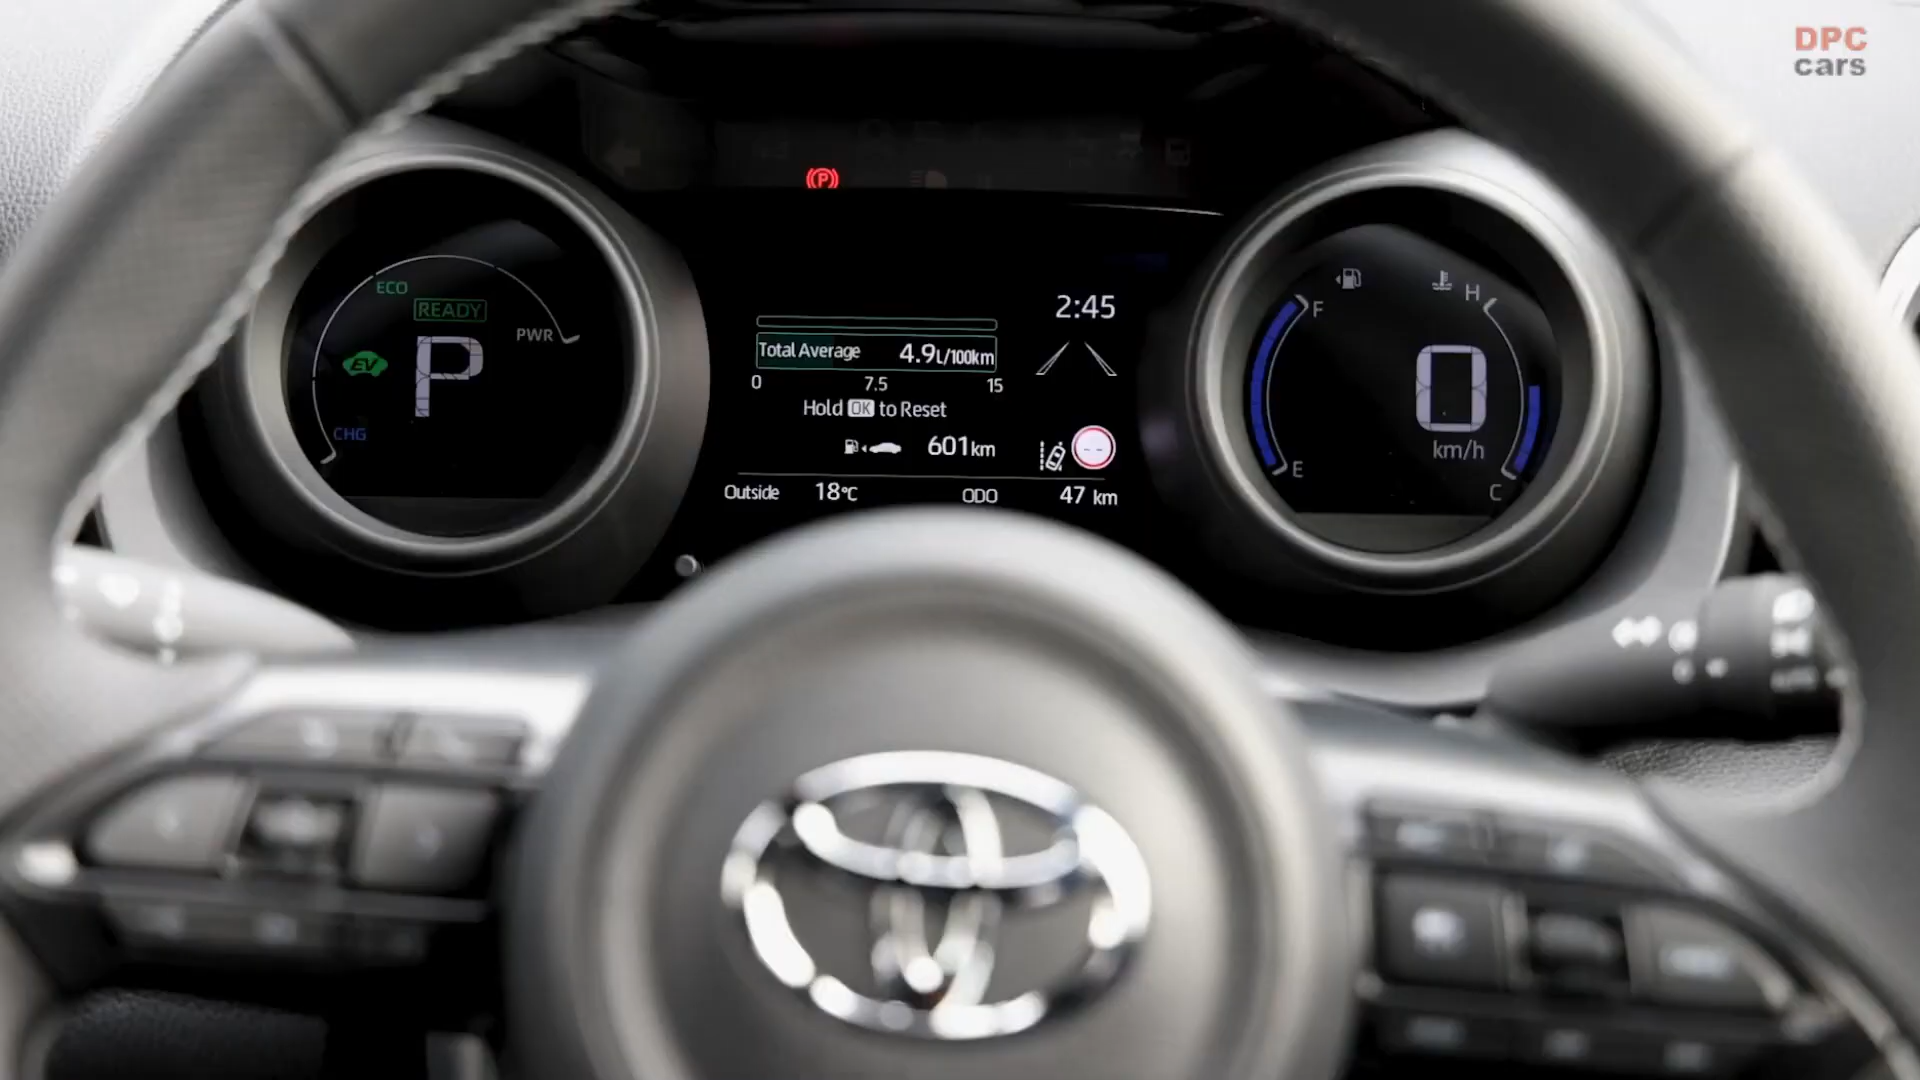 DPC
cars
P
ECO
READY
PWR
EV
P
CHG
2:45
Total Average 4.9L/100km
0 7.5 15
Hold OK to Reset
601km
--
Outside 18°C ODO 47 km
H
F
0
km/h
E
C